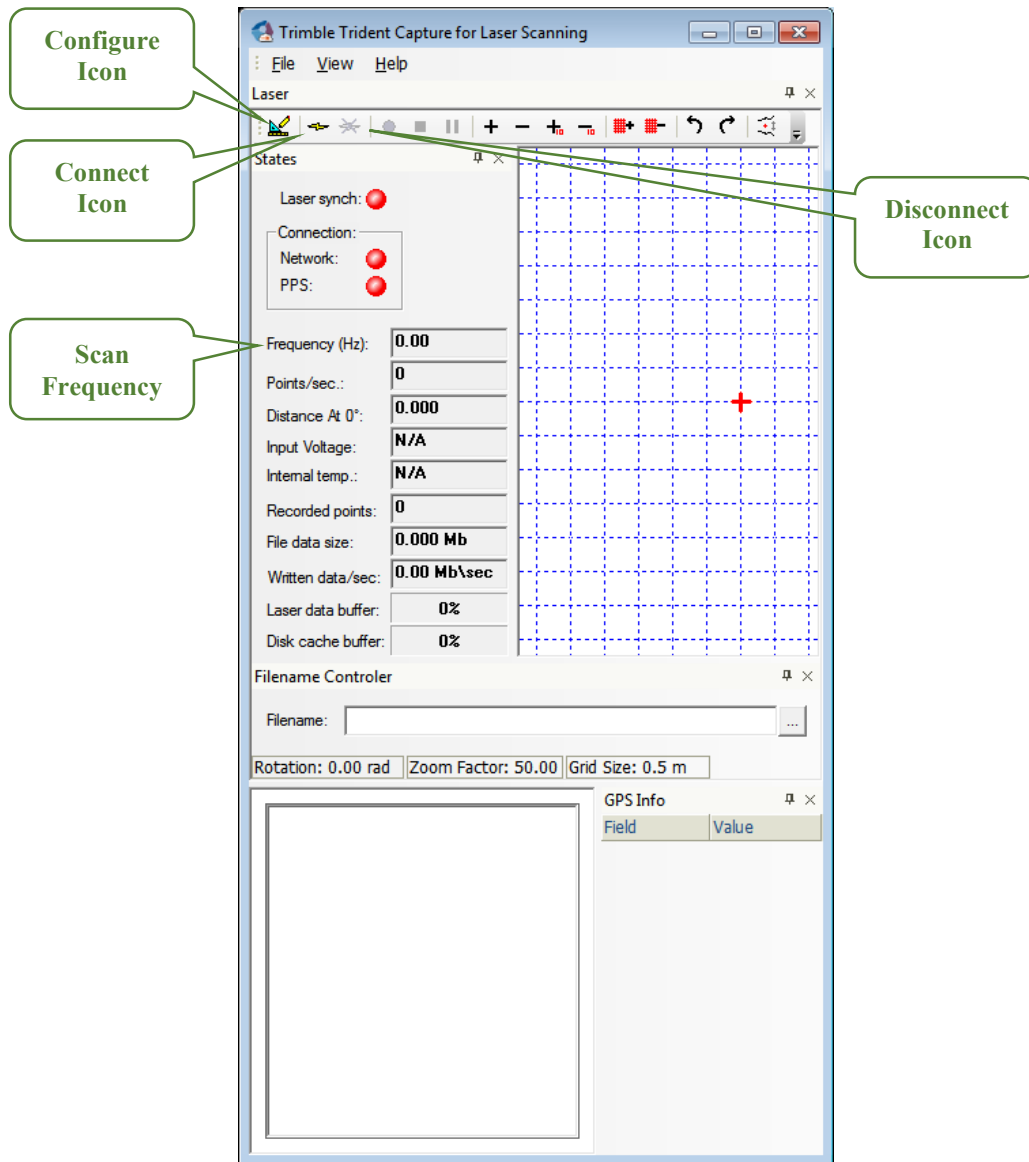 Configure
Icon
Connect
Icon
Scan
Frequency
Disconnect
Icon
Trimble Trident Capture for Laser Scanning
File View Help
Laser
+ - +10 -10
States
Laser synch:
Connection:
Network:
PPS:
Frequency (Hz): 0.00
Points/sec.: 0
Distance At 0°: 0.000
Input Voltage: N/A
Internal temp.: N/A
Recorded points: 0
File data size: 0.000 Mb
Written data/sec: 0.00 Mb\sec
Laser data buffer: 0%
Disk cache buffer: 0%
Filename Controler
Filename: ...
Rotation: 0.00 rad Zoom Factor: 50.00 Grid Size: 0.5 m
GPS Info
Field Value